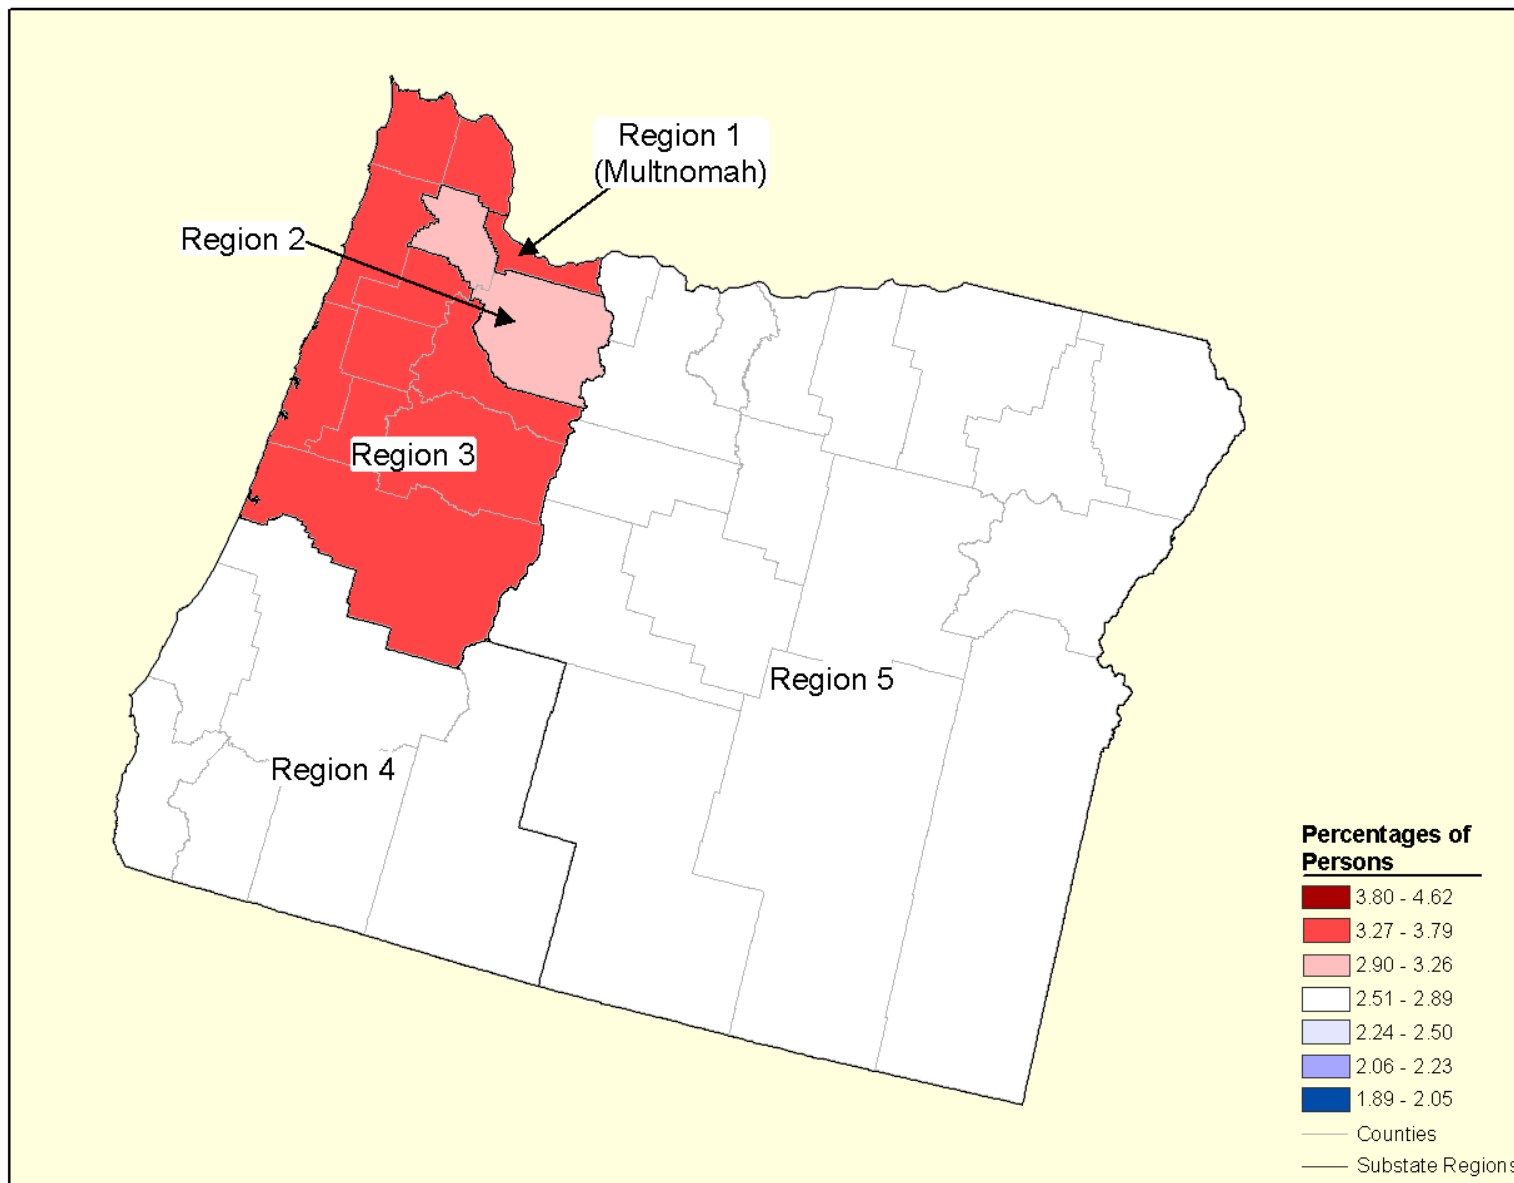 Region 1
(Multnomah)
Region 2
Region 3
Region 5
Region 4
Percentages of
Persons
3.80 - 4.62
3.27 - 3.79
2.90 - 3.26
2.51 - 2.89
2.24 - 2.50
2.06 - 2.23
1.89 - 2.05
Counties
Substate Regions